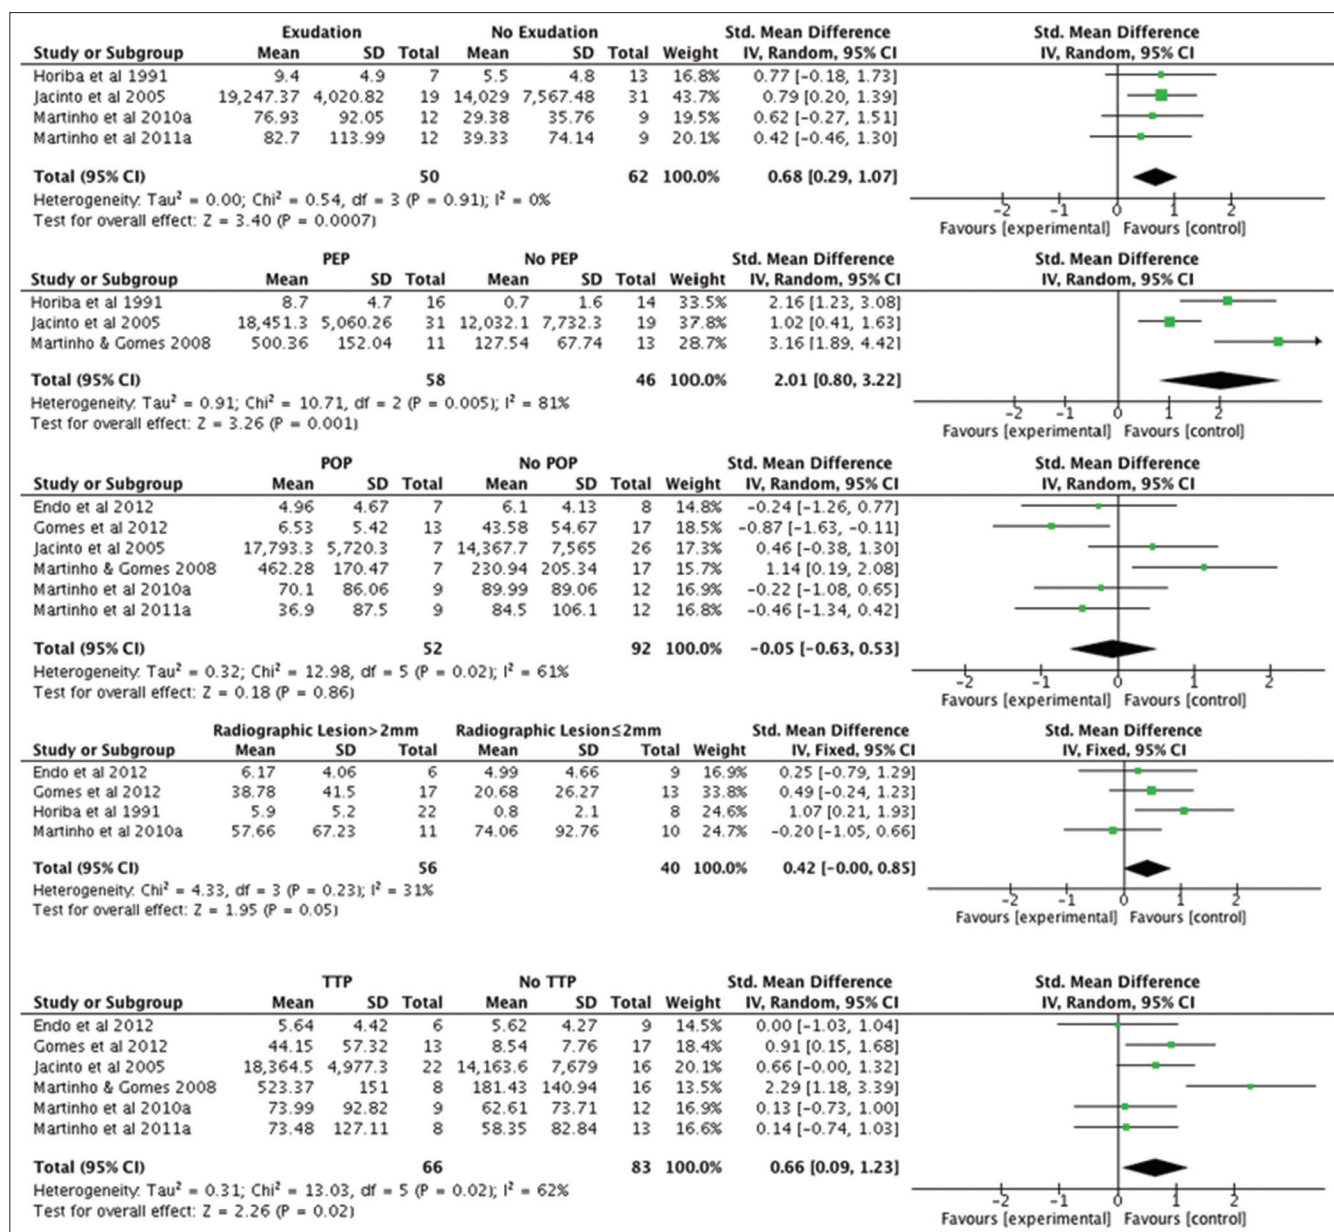 Exudation No Exudation Std. Mean Difference Std. Mean Difference
Study or Subgroup Mean SD Total Mean SD Total Weight IV, Random, 95% CI IV, Random, 95% CI
Horiba et al 1991 9.4 4.9 7 5.5 4.8 13 16.8% 0.77 [-0.18, 1.73]
Jacinto et al 2005 19,247.37 4,020.82 19 14,029 7,567.48 31 43.7% 0.79 [0.20, 1.39]
Martinho et al 2010a 76.93 92.05 12 29.38 35.76 9 19.5% 0.62 [-0.27, 1.51]
Martinho et al 2011a 82.7 113.99 12 39.33 74.14 9 20.1% 0.42 [-0.46, 1.30]
Total (95% CI) 50 62 100.0% 0.68 [0.29, 1.07]
Heterogeneity: Tau² = 0.00; Chi² = 0.54, df = 3 (P = 0.91); I² = 0%
Test for overall effect: Z = 3.40 (P = 0.0007)
-2 -1 0 1 2
Favours [experimental] Favours [control]
PEP No PEP Std. Mean Difference Std. Mean Difference
Study or Subgroup Mean SD Total Mean SD Total Weight IV, Random, 95% CI IV, Random, 95% CI
Horiba et al 1991 8.7 4.7 16 0.7 1.6 14 33.5% 2.16 [1.23, 3.08]
Jacinto et al 2005 18,451.3 5,060.26 31 12,032.1 7,732.3 19 37.8% 1.02 [0.41, 1.63]
Martinho & Gomes 2008 500.36 152.04 11 127.54 67.74 13 28.7% 3.16 [1.89, 4.42]
Total (95% CI) 58 46 100.0% 2.01 [0.80, 3.22]
Heterogeneity: Tau² = 0.91; Chi² = 10.71, df = 2 (P = 0.005); I² = 81%
Test for overall effect: Z = 3.26 (P = 0.001)
-2 -1 0 1 2
Favours [experimental] Favours [control]
POP No POP Std. Mean Difference Std. Mean Difference
Study or Subgroup Mean SD Total Mean SD Total Weight IV, Random, 95% CI IV, Random, 95% CI
Endo et al 2012 4.96 4.67 7 6.1 4.13 8 14.8% -0.24 [-1.26, 0.77]
Gomes et al 2012 6.53 5.42 13 43.58 54.67 17 18.5% -0.87 [-1.63, -0.11]
Jacinto et al 2005 17,793.3 5,720.3 7 14,367.7 7,565 26 17.3% 0.46 [-0.38, 1.30]
Martinho & Gomes 2008 462.28 170.47 7 230.94 205.34 17 15.7% 1.14 [0.19, 2.08]
Martinho et al 2010a 70.1 86.06 9 89.99 89.06 12 16.9% -0.22 [-1.08, 0.65]
Martinho et al 2011a 36.9 87.5 9 84.5 106.1 12 16.8% -0.46 [-1.34, 0.42]
Total (95% CI) 52 92 100.0% -0.05 [-0.63, 0.53]
Heterogeneity: Tau² = 0.32; Chi² = 12.98, df = 5 (P = 0.02); I² = 61%
Test for overall effect: Z = 0.18 (P = 0.86)
-2 -1 0 1 2
Favours [experimental] Favours [control]
Radiographic Lesion>2mm Radiographic Lesion≤2mm Std. Mean Difference Std. Mean Difference
Study or Subgroup Mean SD Total Mean SD Total Weight IV, Fixed, 95% CI IV, Fixed, 95% CI
Endo et al 2012 6.17 4.06 6 4.99 4.66 9 16.9% 0.25 [-0.79, 1.29]
Gomes et al 2012 38.78 41.5 17 20.68 26.27 13 33.8% 0.49 [-0.24, 1.23]
Horiba et al 1991 5.9 5.2 22 0.8 2.1 8 24.6% 1.07 [0.21, 1.93]
Martinho et al 2010a 57.66 67.23 11 74.06 92.76 10 24.7% -0.20 [-1.05, 0.66]
Total (95% CI) 56 40 100.0% 0.42 [-0.00, 0.85]
Heterogeneity: Chi² = 4.33, df = 3 (P = 0.23); I² = 31%
Test for overall effect: Z = 1.95 (P = 0.05)
-2 -1 0 1 2
Favours [experimental] Favours [control]
TTP No TTP Std. Mean Difference Std. Mean Difference
Study or Subgroup Mean SD Total Mean SD Total Weight IV, Random, 95% CI IV, Random, 95% CI
Endo et al 2012 5.64 4.42 6 5.62 4.27 9 14.5% 0.00 [-1.03, 1.04]
Gomes et al 2012 44.15 57.32 13 8.54 7.76 17 18.4% 0.91 [0.15, 1.68]
Jacinto et al 2005 18,364.5 4,977.3 22 14,163.6 7,679 16 20.1% 0.66 [-0.00, 1.32]
Martinho & Gomes 2008 523.37 151 8 181.43 140.94 16 13.5% 2.29 [1.18, 3.39]
Martinho et al 2010a 73.99 92.82 9 62.61 73.71 12 16.9% 0.13 [-0.73, 1.00]
Martinho et al 2011a 73.48 127.11 8 58.35 82.84 13 16.6% 0.14 [-0.74, 1.03]
Total (95% CI) 66 83 100.0% 0.66 [0.09, 1.23]
Heterogeneity: Tau² = 0.31; Chi² = 13.03, df = 5 (P = 0.02); I² = 62%
Test for overall effect: Z = 2.26 (P = 0.02)
-2 -1 0 1 2
Favours [experimental] Favours [control]